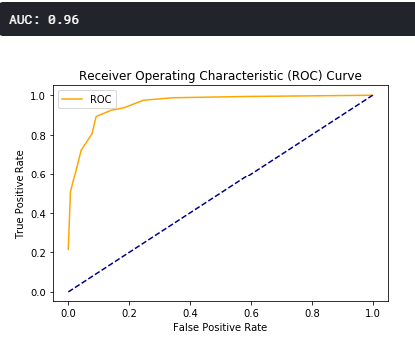 AUC: 0.96
Receiver Operating Characteristic (ROC) Curve
ROC
True Positive Rate
1.0
0.8
0.6
0.4
0.2
0.0
0.0 0.2 0.4 0.6 0.8 1.0
False Positive Rate